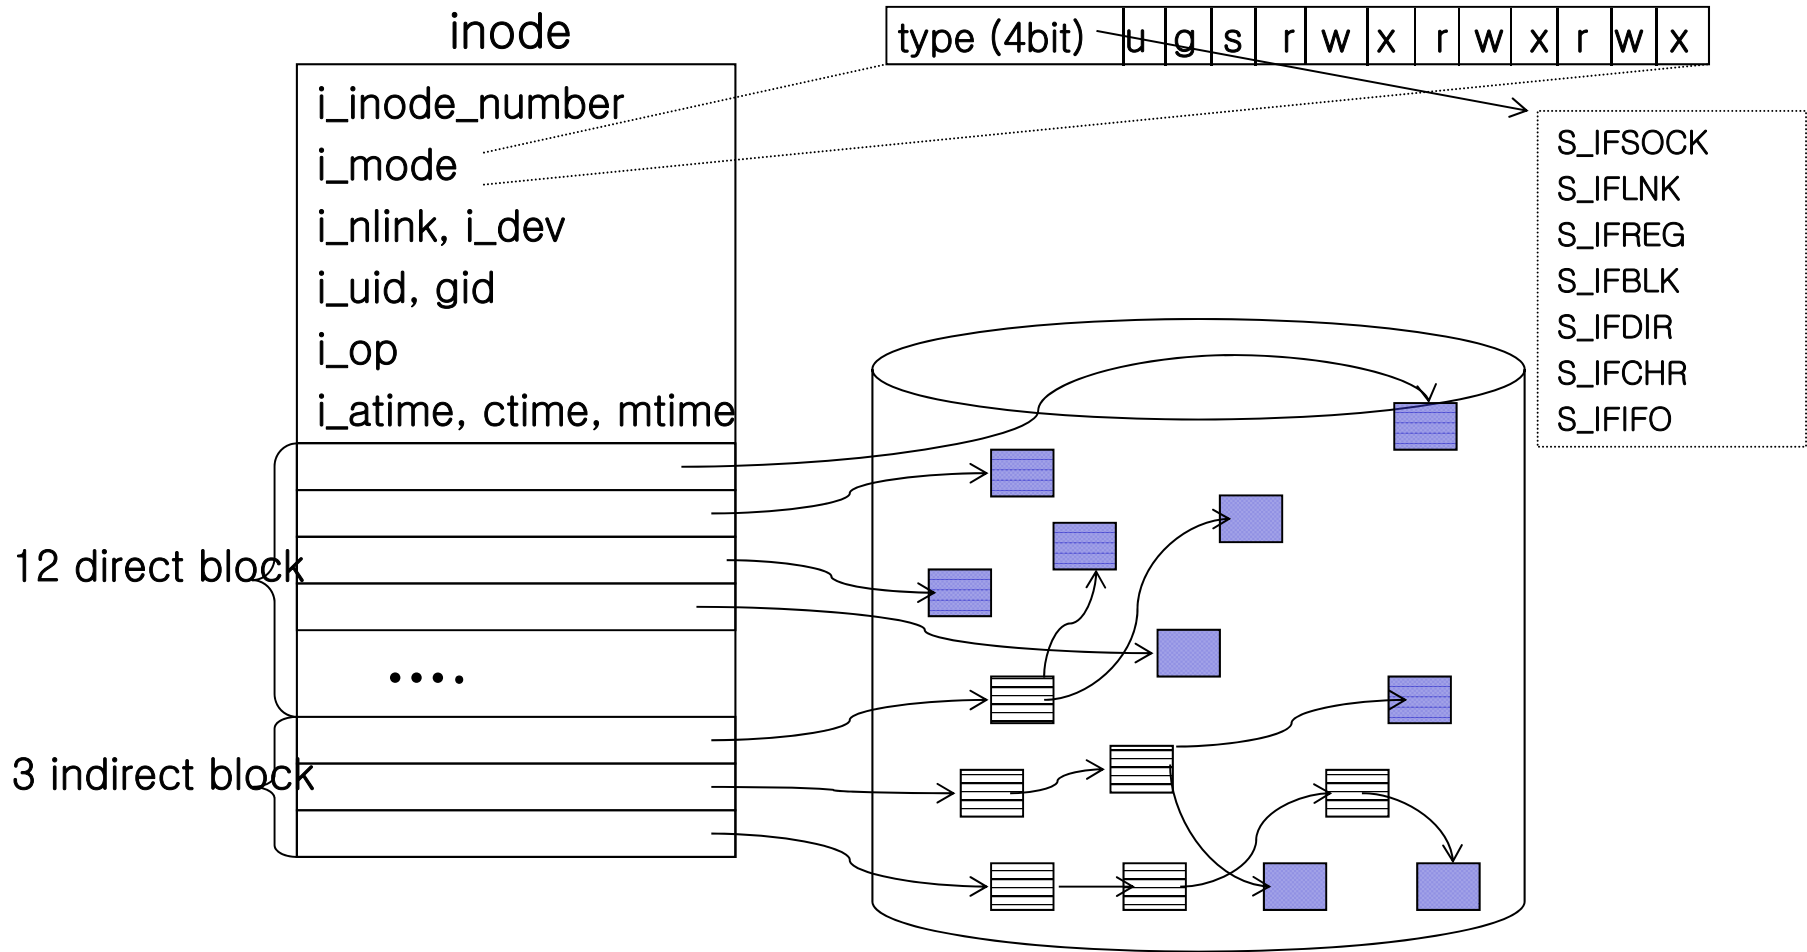 inode
type (4bit) u g s r w x r w x r w x
i_inode_number
i_mode
i_nlink, i_dev
i_uid, gid
i_op
i_atime, ctime, mtime
S_IFSOCK
S_IFLNK
S_IFREG
S_IFBLK
S_IFDIR
S_IFCHR
S_IFIFO
12 direct block
....
3 indirect block